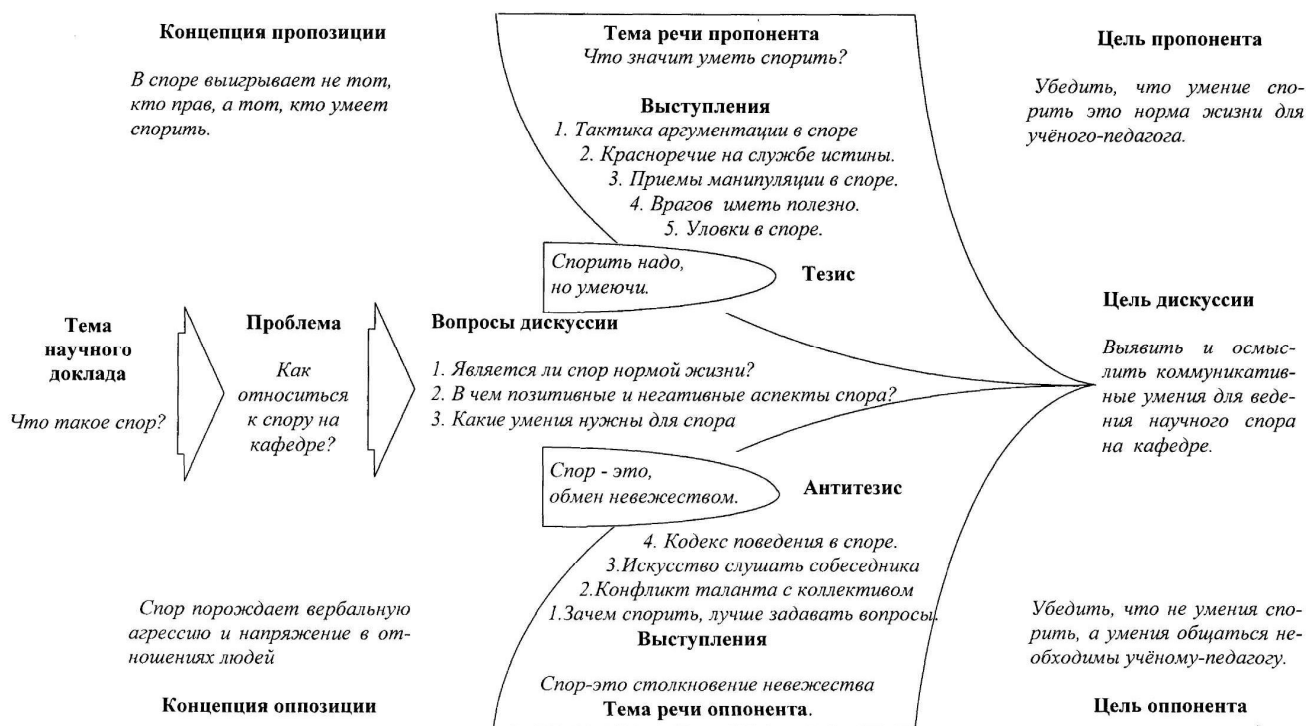 Концепция пропозиции
В споре выигрывает не тот,
кто прав, а тот, кто умеет
спорить.
Тема речи пропонента
Что значит уметь спорить?
Выступления
1. Тактика аргументации в споре
2. Красноречие на службе истины.
3. Приемы манипуляции в споре.
4. Врагов иметь полезно.
5. Уловки в споре.
Цель пропонента
Убедить, что умение спо-
рить это норма жизни для
учёного-педагога.
Спорить надо,
но умеючи.
Тезис
Тема
научного
доклада
Что такое спор?
Проблема
Как
относиться
к спору на
кафедре?
Вопросы дискуссии
1. Является ли спор нормой жизни?
2. В чем позитивные и негативные аспекты спора?
3. Какие умения нужны для спора
Цель дискуссии
Выявить и осмыс-
лить коммуникатив-
ные умения для веде-
ния научного спора
на кафедре.
Спор - это,
обмен невежеством.
Антитезис
4. Кодекс поведения в споре.
3.Искусство слушать собеседника
2.Конфликт таланта с коллективом
1.Зачем спорить, лучше задавать вопросы.
Выступления
Спор-это столкновение невежества
Тема речи оппонента.
Спор порождает вербальную
агрессию и напряжение в от-
ношениях людей
Концепция оппозиции
Убедить, что не умения спо-
рить, а умения общаться не-
обходимы учёному-педагогу.
Цель оппонента